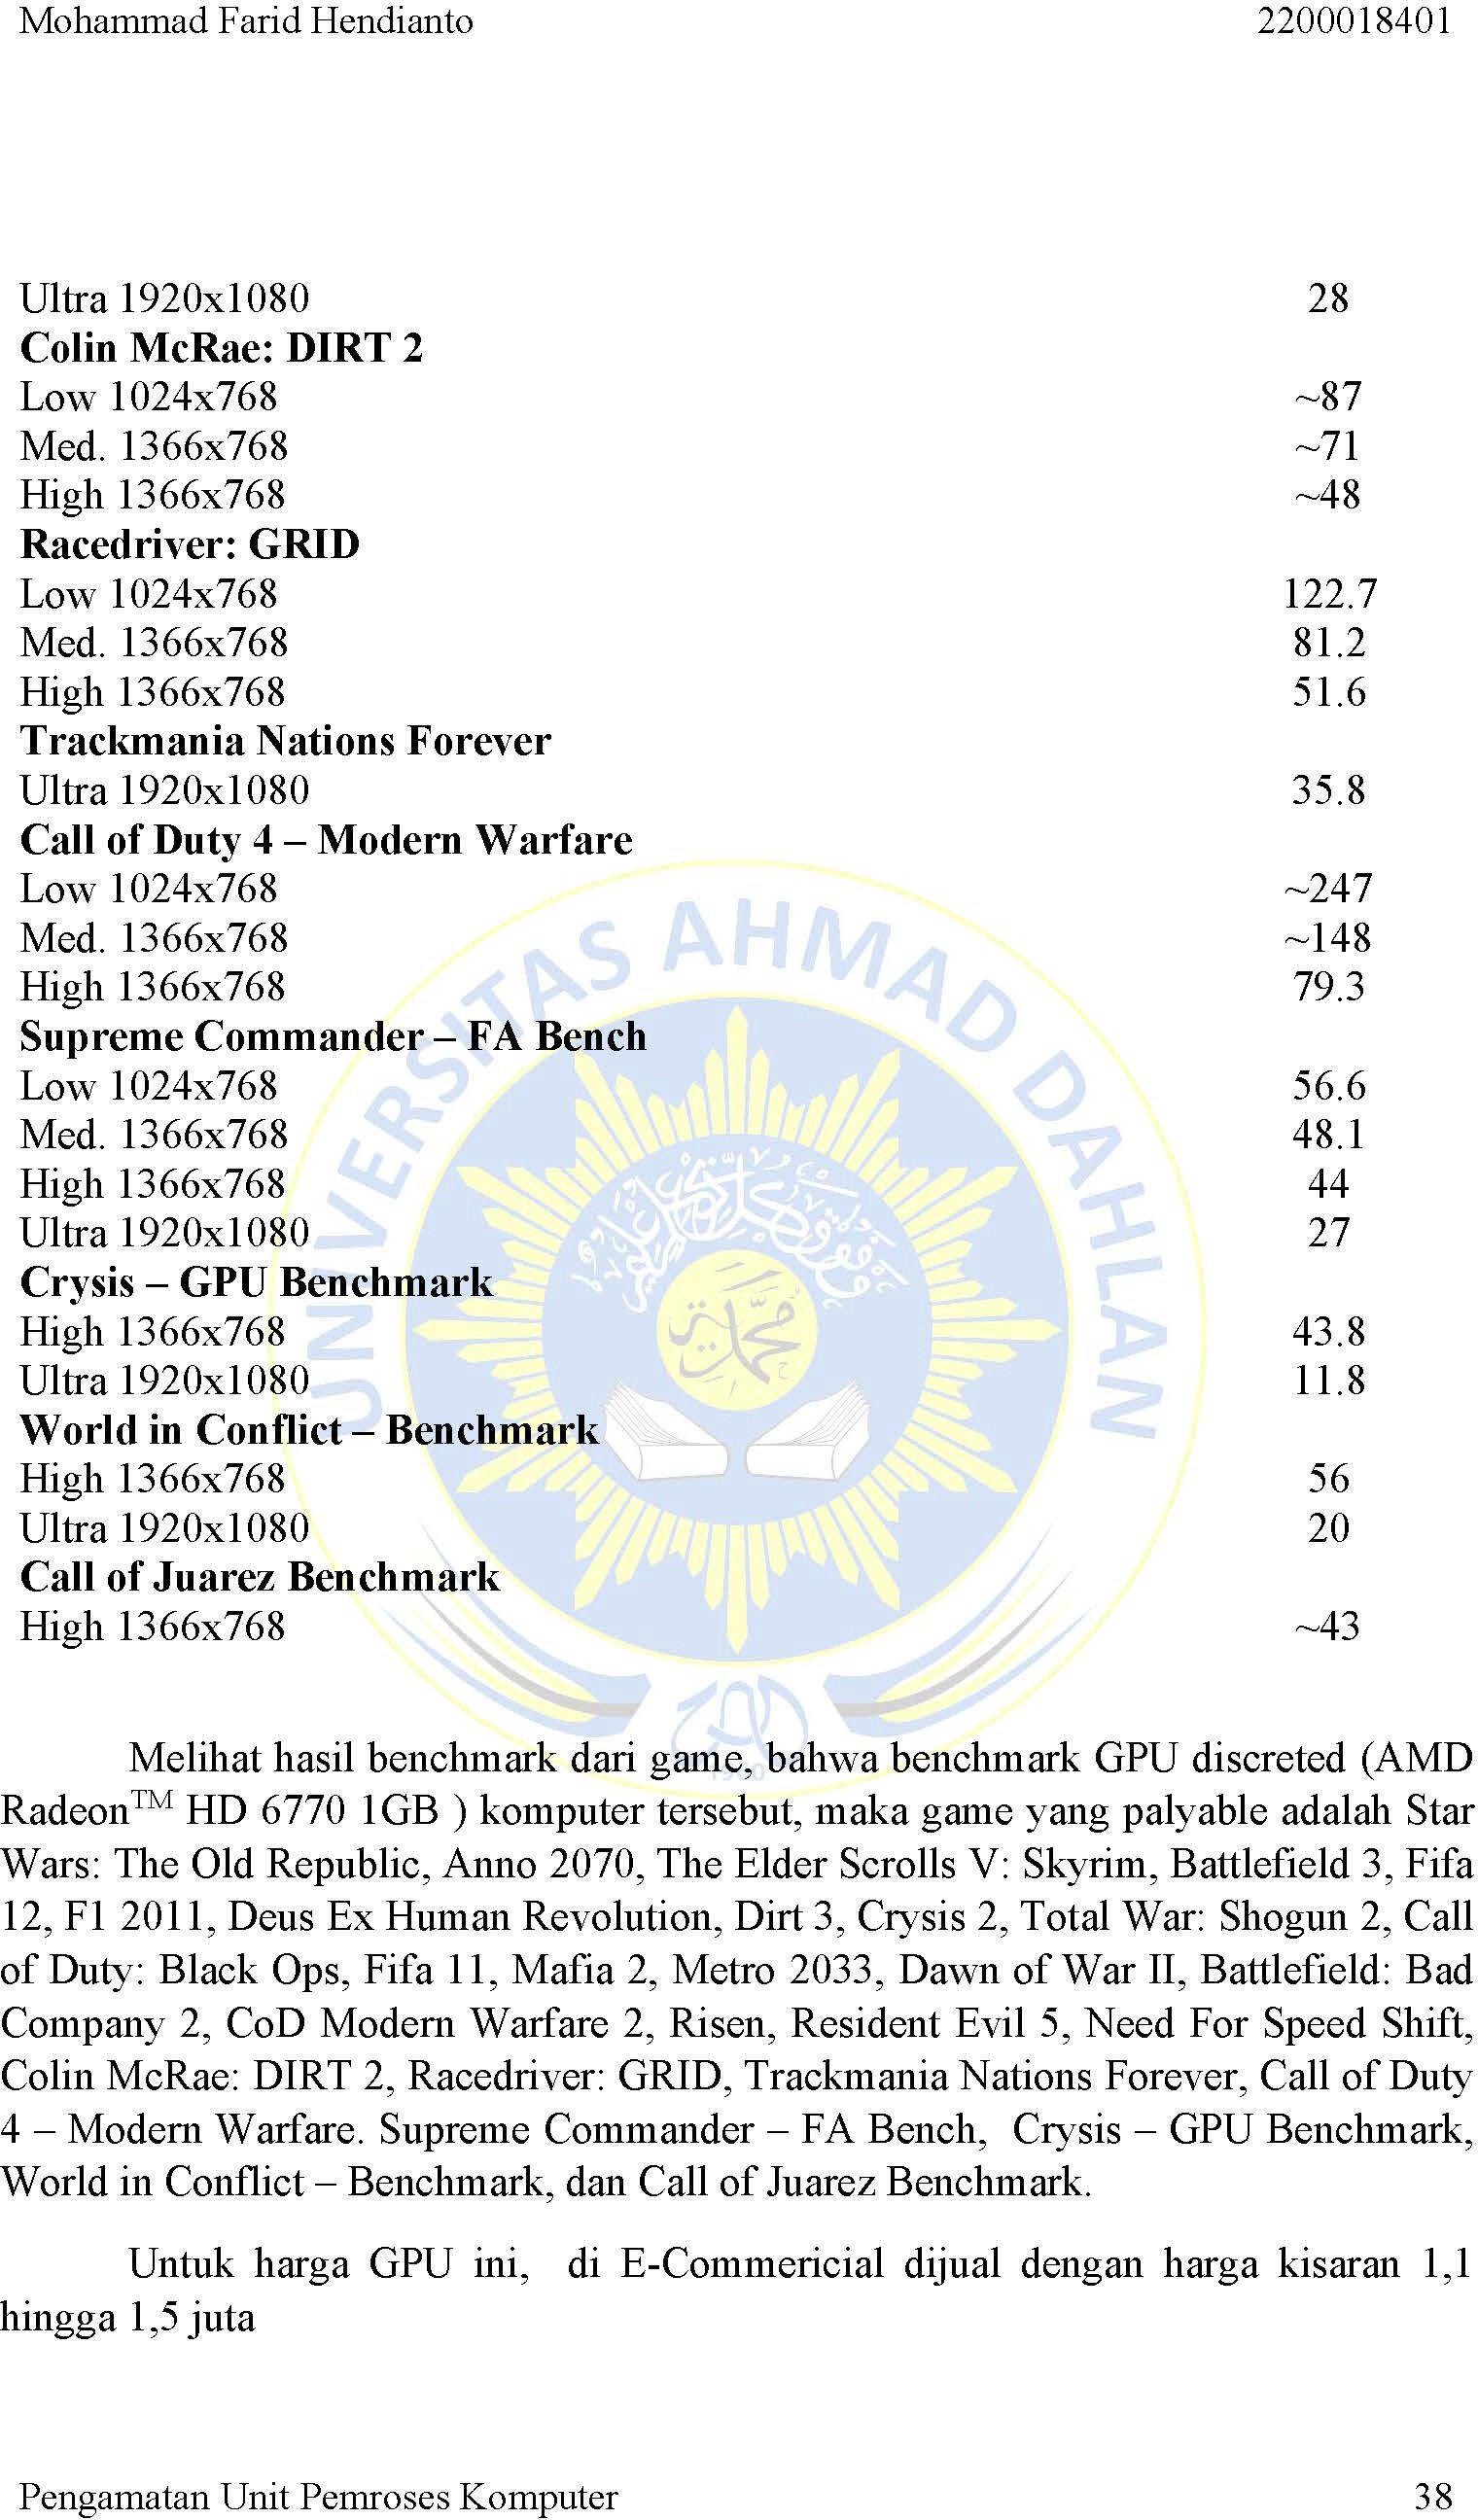 Mohammad Farid Hendianto 2200018401
Ultra 1920x1080 28
Colin McRae: DIRT 2
Low 1024x768 ~87
Med. 1366x768 ~71
High 1366x768 ~48
Racedriver: GRID
Low 1024x768 122.7
Med. 1366x768 81.2
High 1366x768 51.6
Trackmania Nations Forever
Ultra 1920x1080 35.8
Call of Duty 4 – Modern Warfare
Low 1024x768 ~247
Med. 1366x768 ~148
High 1366x768 79.3
Supreme Commander – FA Bench
Low 1024x768 56.6
Med. 1366x768 48.1
High 1366x768 44
Ultra 1920x1080 27
Crysis – GPU Benchmark
High 1366x768 43.8
Ultra 1920x1080 11.8
World in Conflict – Benchmark
High 1366x768 56
Ultra 1920x1080 20
Call of Juarez Benchmark
High 1366x768 ~43
UNIVERSITAS AHMAD DAHLAN
1960
Melihat hasil benchmark dari game, bahwa benchmark GPU discreted (AMD
Radeon™ HD 6770 1GB ) komputer tersebut, maka game yang palyable adalah Star
Wars: The Old Republic, Anno 2070, The Elder Scrolls V: Skyrim, Battlefield 3, Fifa
12, F1 2011, Deus Ex Human Revolution, Dirt 3, Crysis 2, Total War: Shogun 2, Call
of Duty: Black Ops, Fifa 11, Mafia 2, Metro 2033, Dawn of War II, Battlefield: Bad
Company 2, CoD Modern Warfare 2, Risen, Resident Evil 5, Need For Speed Shift,
Colin McRae: DIRT 2, Racedriver: GRID, Trackmania Nations Forever, Call of Duty
4 – Modern Warfare. Supreme Commander – FA Bench, Crysis – GPU Benchmark,
World in Conflict – Benchmark, dan Call of Juarez Benchmark.
Untuk harga GPU ini, di E-Commericial dijual dengan harga kisaran 1,1
hingga 1,5 juta
Pengamatan Unit Pemroses Komputer 38